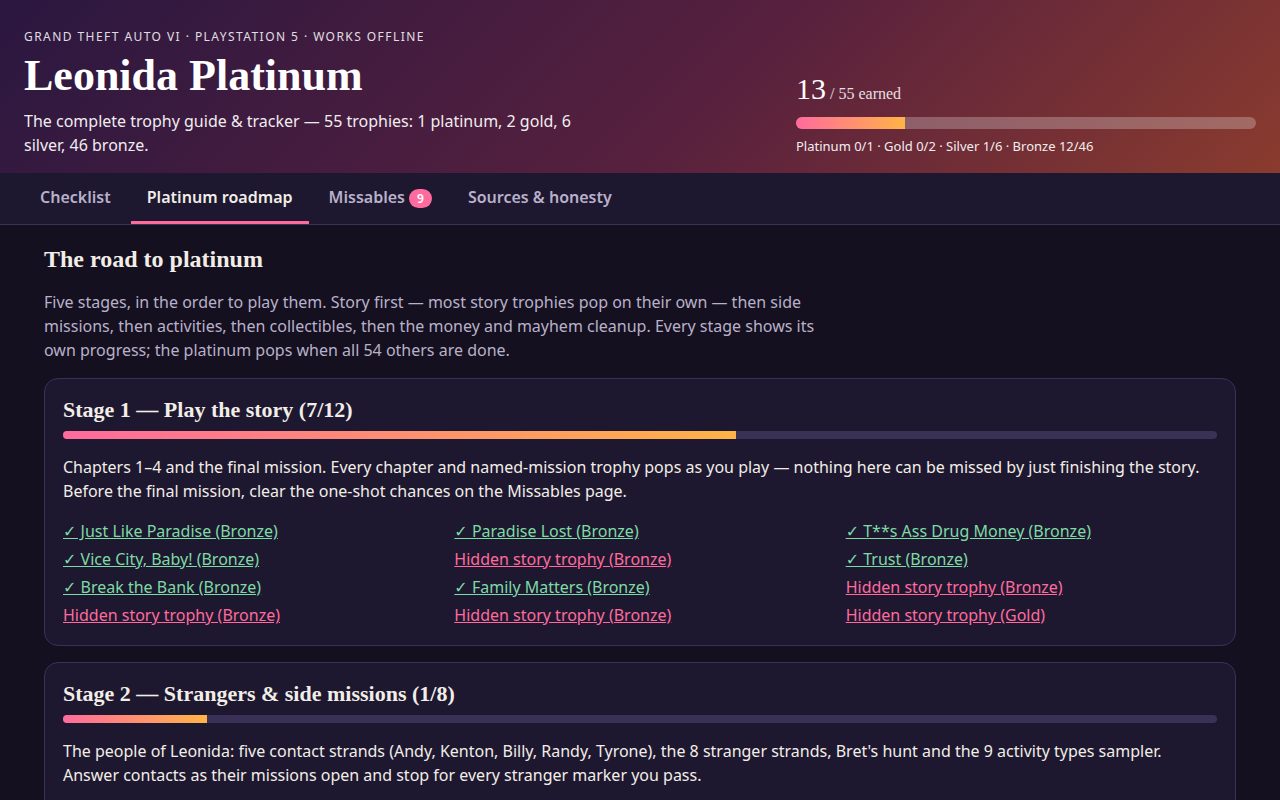 GRAND THEFT AUTO VI · PLAYSTATION 5 · WORKS OFFLINE
Leonida Platinum
The complete trophy guide & tracker — 55 trophies: 1 platinum, 2 gold, 6
silver, 46 bronze.
13 / 55 earned
Platinum 0/1 · Gold 0/2 · Silver 1/6 · Bronze 12/46
Checklist Platinum roadmap Missables 9 Sources & honesty
The road to platinum
Five stages, in the order to play them. Story first — most story trophies pop on their own — then side
missions, then activities, then collectibles, then the money and mayhem cleanup. Every stage shows its
own progress; the platinum pops when all 54 others are done.
Stage 1 — Play the story (7/12)
Chapters 1–4 and the final mission. Every chapter and named-mission trophy pops as you play — nothing here can be missed by just finishing the story.
Before the final mission, clear the one-shot chances on the Missables page.
✓ Just Like Paradise (Bronze) ✓ Paradise Lost (Bronze) ✓ T**s Ass Drug Money (Bronze)
✓ Vice City, Baby! (Bronze) Hidden story trophy (Bronze) ✓ Trust (Bronze)
✓ Break the Bank (Bronze) ✓ Family Matters (Bronze) Hidden story trophy (Bronze)
Hidden story trophy (Bronze) Hidden story trophy (Bronze) Hidden story trophy (Gold)
Stage 2 — Strangers & side missions (1/8)
The people of Leonida: five contact strands (Andy, Kenton, Billy, Randy, Tyrone), the 8 stranger strands, Bret's hunt and the 9 activity types sampler.
Answer contacts as their missions open and stop for every stranger marker you pass.